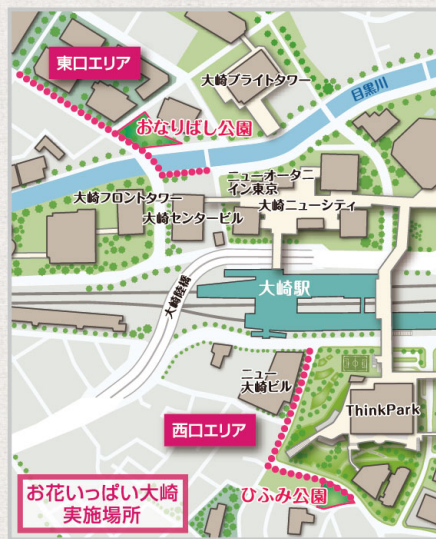 東口エリア
大崎ブライトタワー
目黒川
おなりばし公園
ニューオータニ
イン東京
大崎フロントタワー
大崎センタービル
大崎ニューシティ
大崎陸橋
大崎駅
ニュー
大崎ビル
ThinkPark
西口エリア
ひふみ公園
お花いっぱい大崎
実施場所